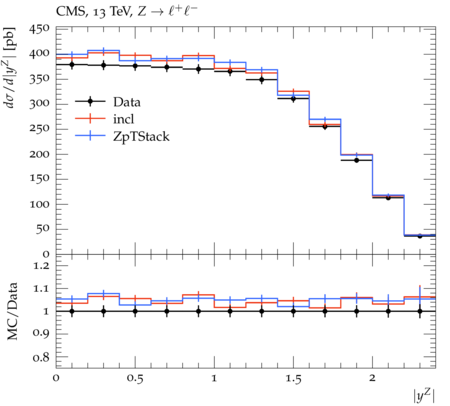 CMS, 13 TeV, Z → ℓ⁺ℓ⁻
dσ/d|y^Z| [pb]
450
400
350
300
250
200
150
100
50
0
Data
incl
ZpTStack
MC/Data
1.2
1.1
1
0.9
0.8
0 0.5 1 1.5 2
|y^Z|